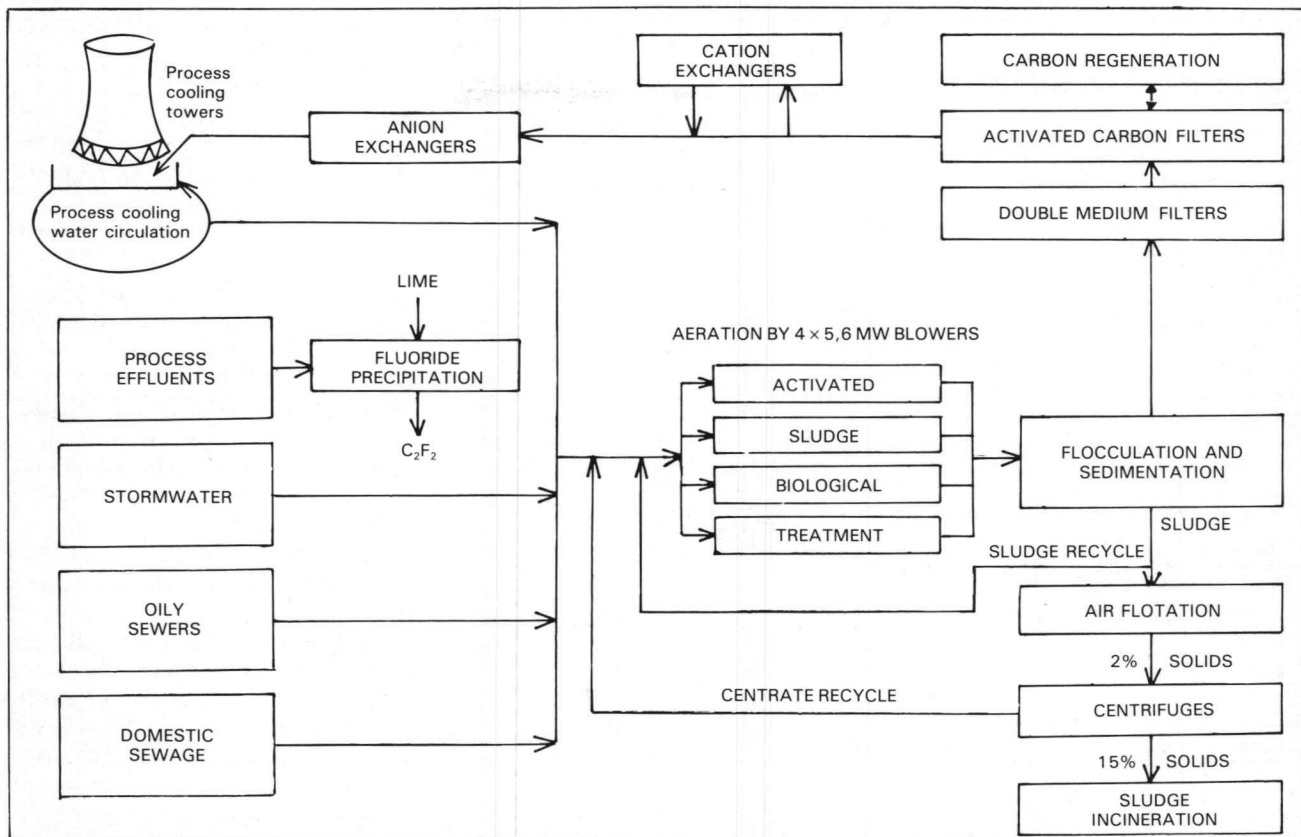 Process
cooling
towers
CATION
EXCHANGERS
CARBON REGENERATION
ANION
EXCHANGERS
ACTIVATED CARBON FILTERS
Process cooling
water circulation
DOUBLE MEDIUM FILTERS
LIME
PROCESS
EFFLUENTS
FLUORIDE
PRECIPITATION
C₂F₂
AERATION BY 4 × 5,6 MW BLOWERS
ACTIVATED
SLUDGE
BIOLOGICAL
TREATMENT
FLOCCULATION AND
SEDIMENTATION
STORMWATER
SLUDGE
SLUDGE RECYCLE
OILY
SEWERS
AIR FLOTATION
2% SOLIDS
CENTRATE RECYCLE
CENTRIFUGES
DOMESTIC
SEWAGE
15% SOLIDS
SLUDGE
INCINERATION